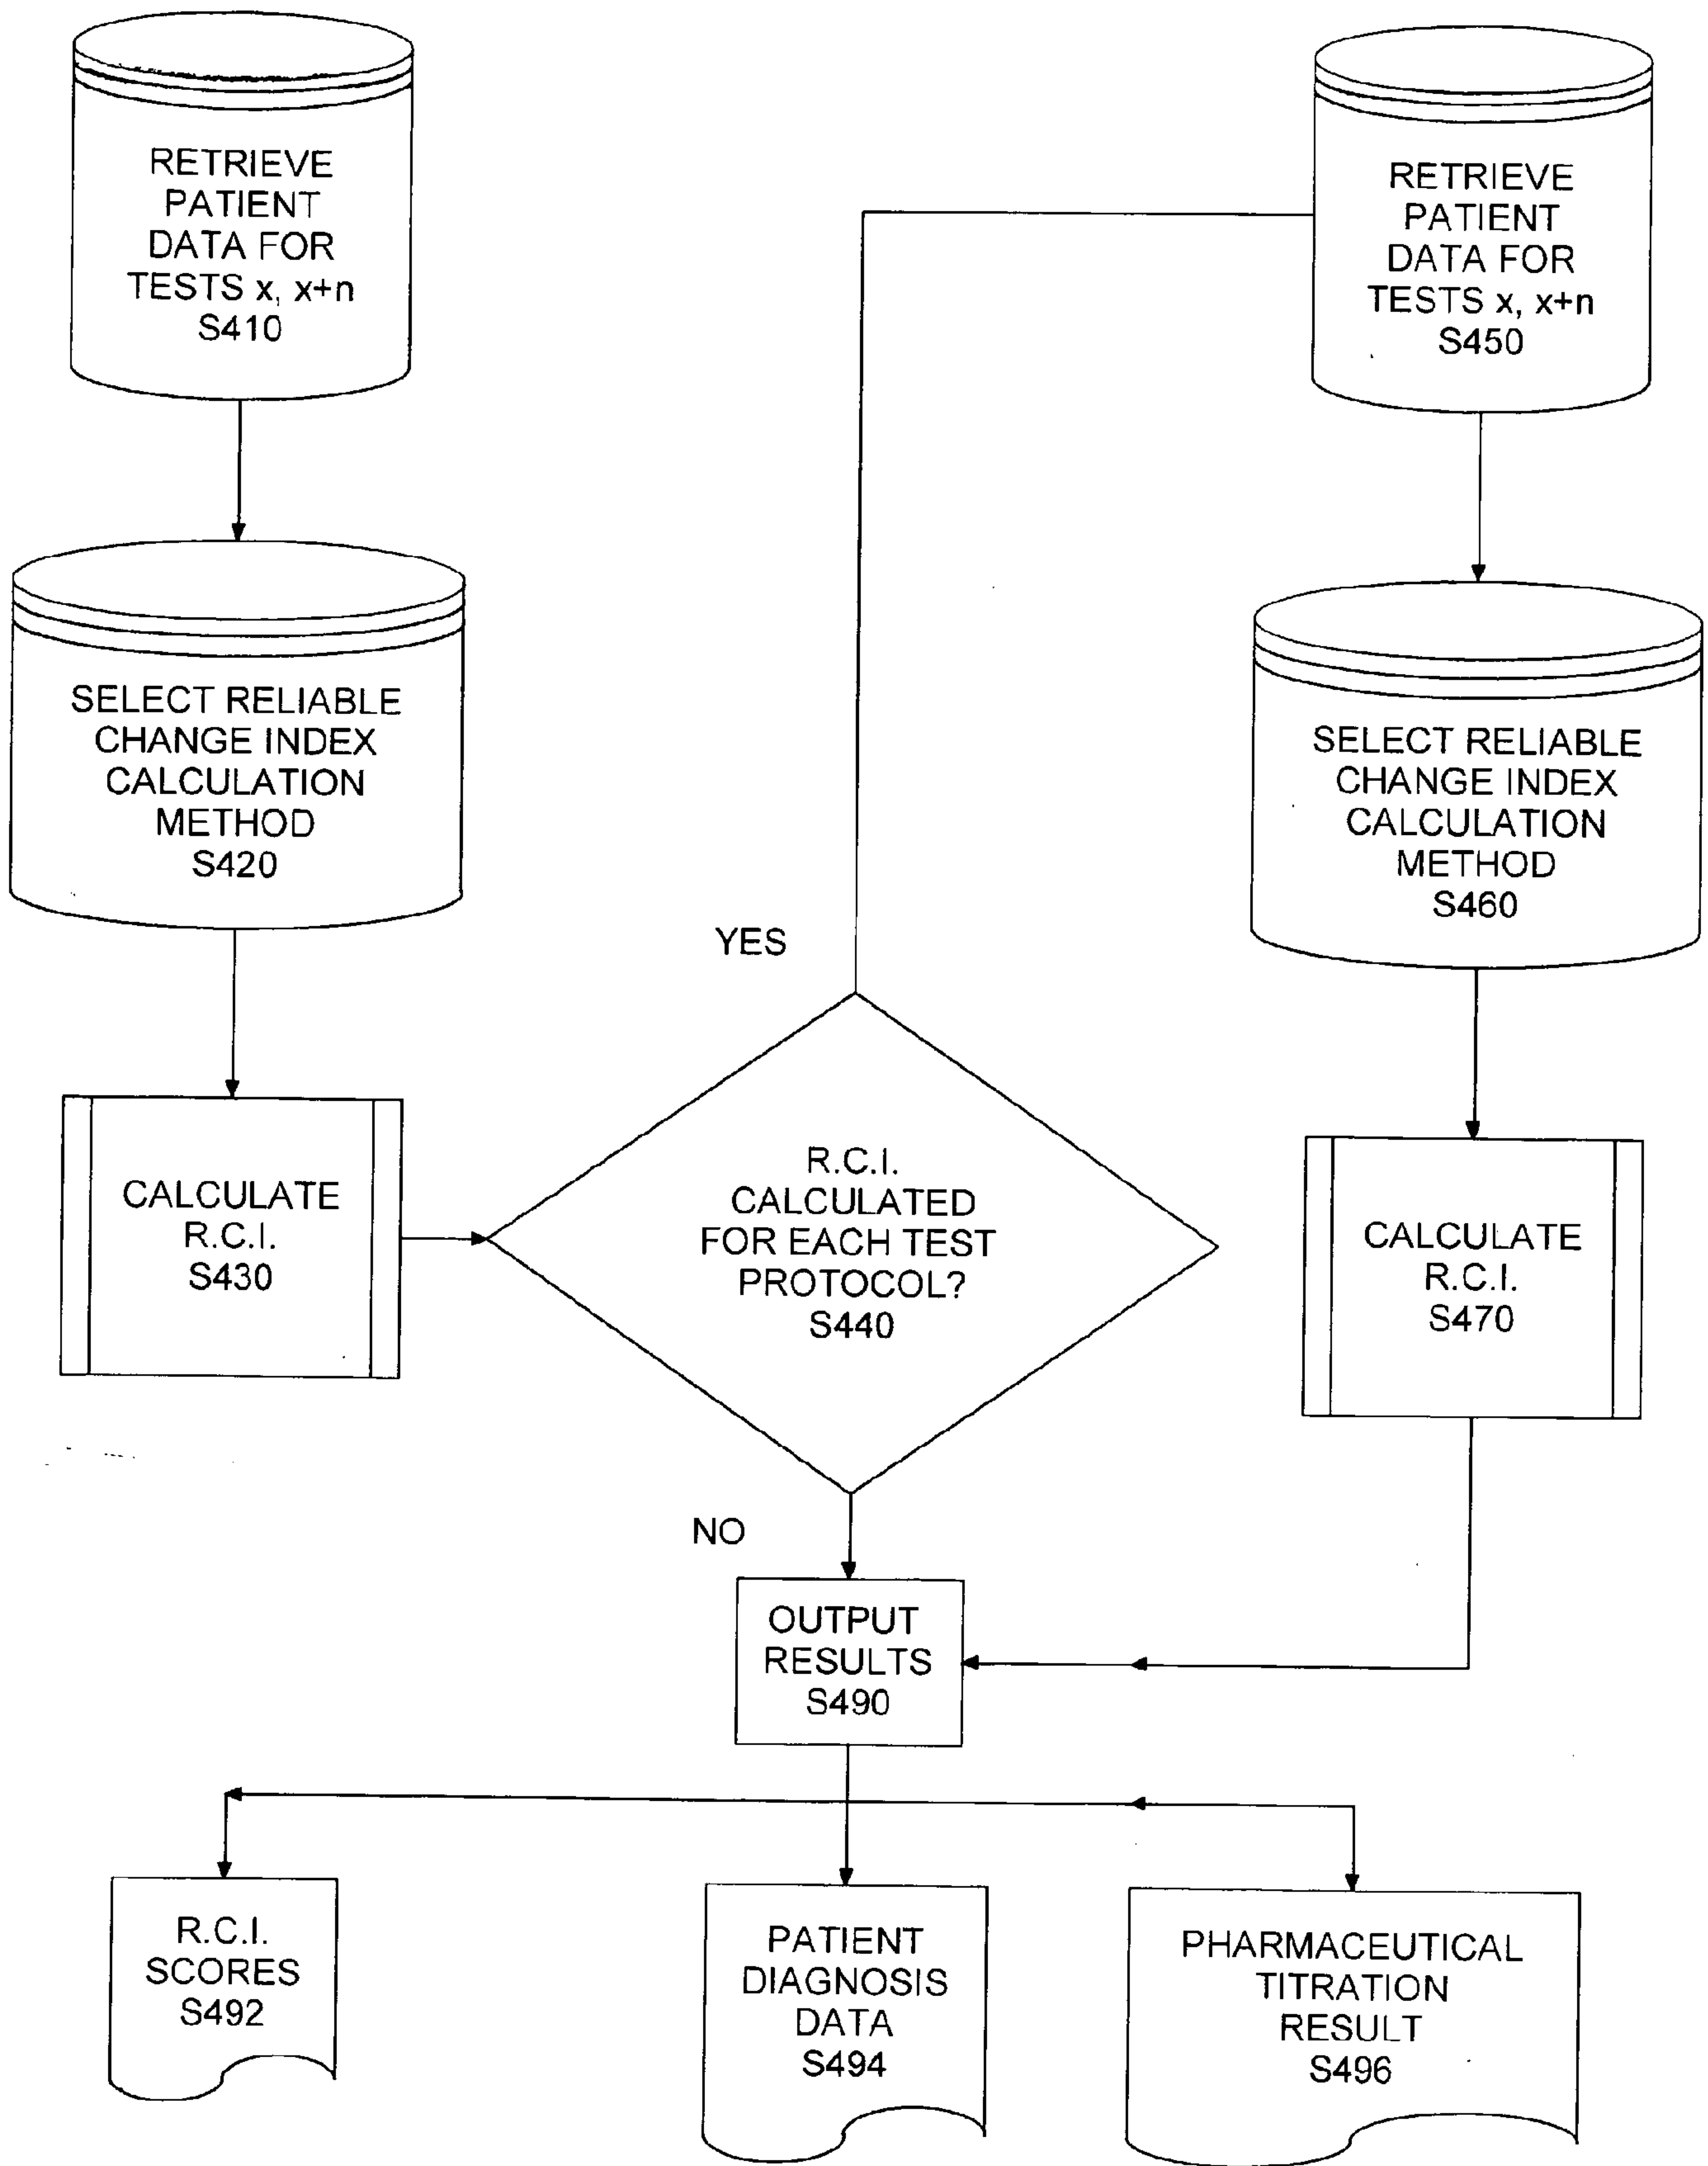 RETRIEVE
PATIENT
DATA FOR
TESTS x, x+n
S410
RETRIEVE
PATIENT
DATA FOR
TESTS x, x+n
S450
SELECT RELIABLE
CHANGE INDEX
CALCULATION
METHOD
S420
SELECT RELIABLE
CHANGE INDEX
CALCULATION
METHOD
S460
YES
CALCULATE
R.C.I.
S430
R.C.I.
CALCULATED
FOR EACH TEST
PROTOCOL?
S440
CALCULATE
R.C.I.
S470
NO
OUTPUT
RESULTS
S490
R.C.I.
SCORES
S492
PATIENT
DIAGNOSIS
DATA
S494
PHARMACEUTICAL
TITRATION
RESULT
S496